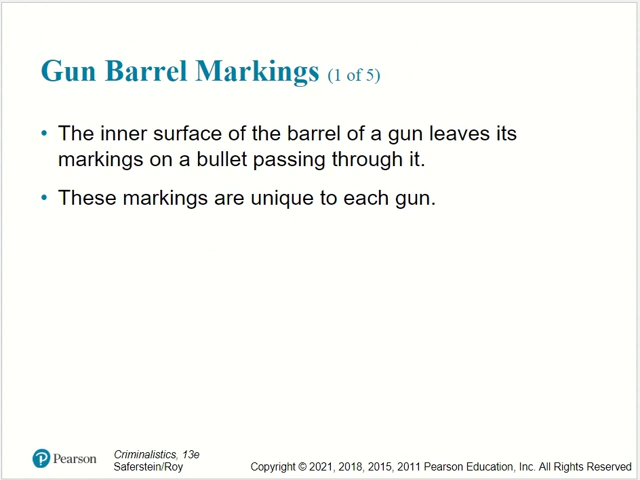 Gun Barrel Markings (1 of 5)
• The inner surface of the barrel of a gun leaves its
markings on a bullet passing through it.
• These markings are unique to each gun.
Pearson
Criminalistics, 13e
Saferstein/Roy
Copyright © 2021, 2018, 2015, 2011 Pearson Education, Inc. All Rights Reserved